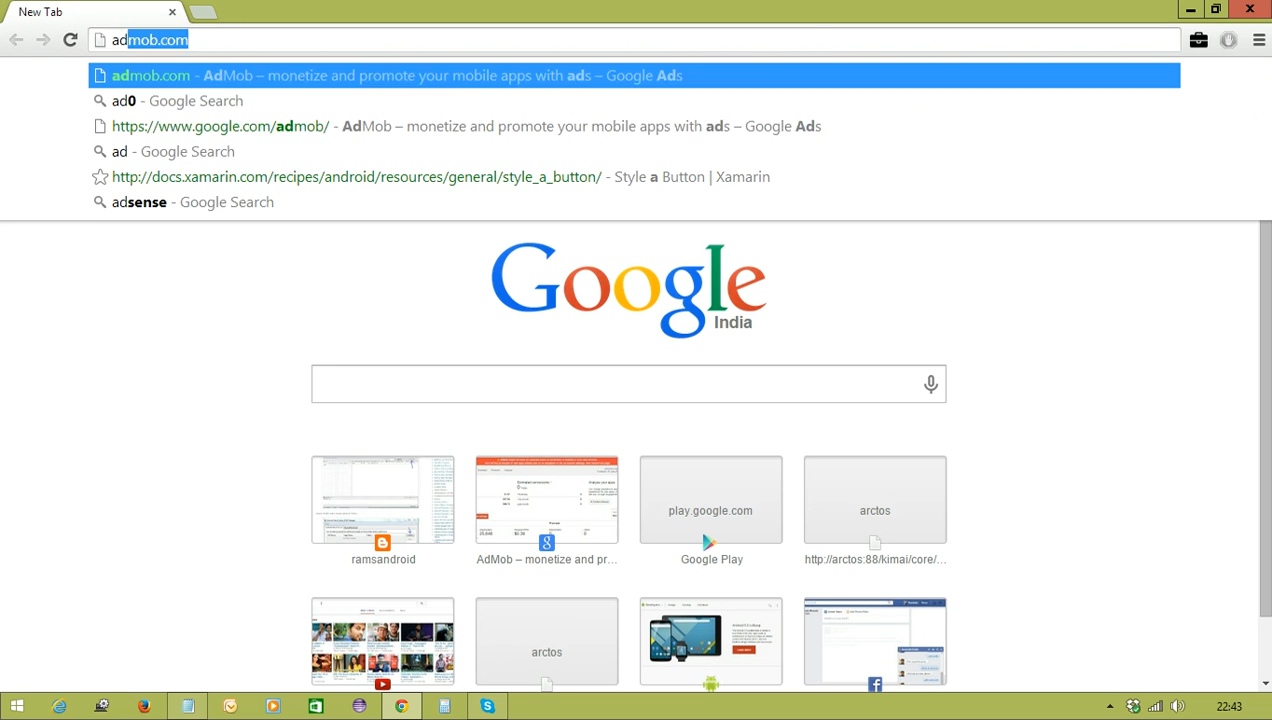 New Tab
admob.com
admob.com - AdMob – monetize and promote your mobile apps with ads – Google Ads
ad0 - Google Search
https://www.google.com/admob/ - AdMob – monetize and promote your mobile apps with ads – Google Ads
ad - Google Search
http://docs.xamarin.com/recipes/android/resources/general/style_a_button/ - Style a Button | Xamarin
adsense - Google Search
Google
India
play.google.com
arctos
ramsandroid
AdMob – monetize and pr...
Google Play
http://arctos:88/kimai/core/...
arctos
22:43